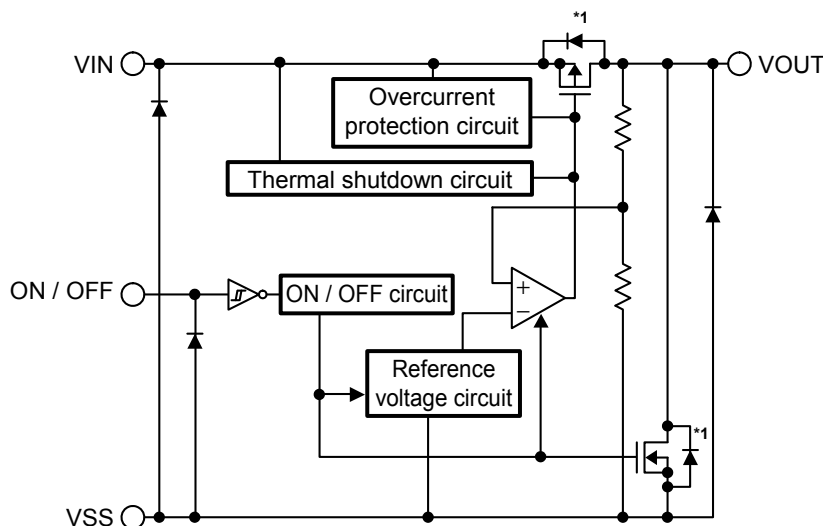 *1
VIN
VOUT
Overcurrent
protection circuit
Thermal shutdown circuit
ON / OFF
ON / OFF circuit
+
−
Reference
voltage circuit
*1
VSS